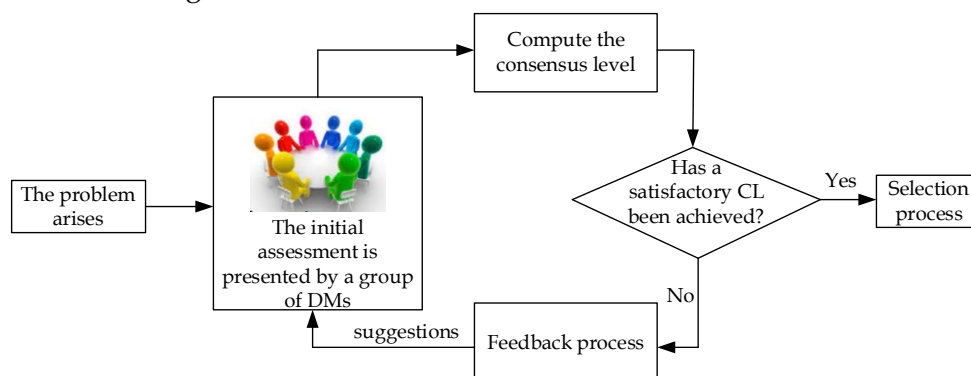 The problem
arises
The initial
assessment is
presented by a group
of DMs
Compute the
consensus level
Has a
satisfactory CL
been achieved?
Yes
Selection
process
No
Feedback process
suggestions